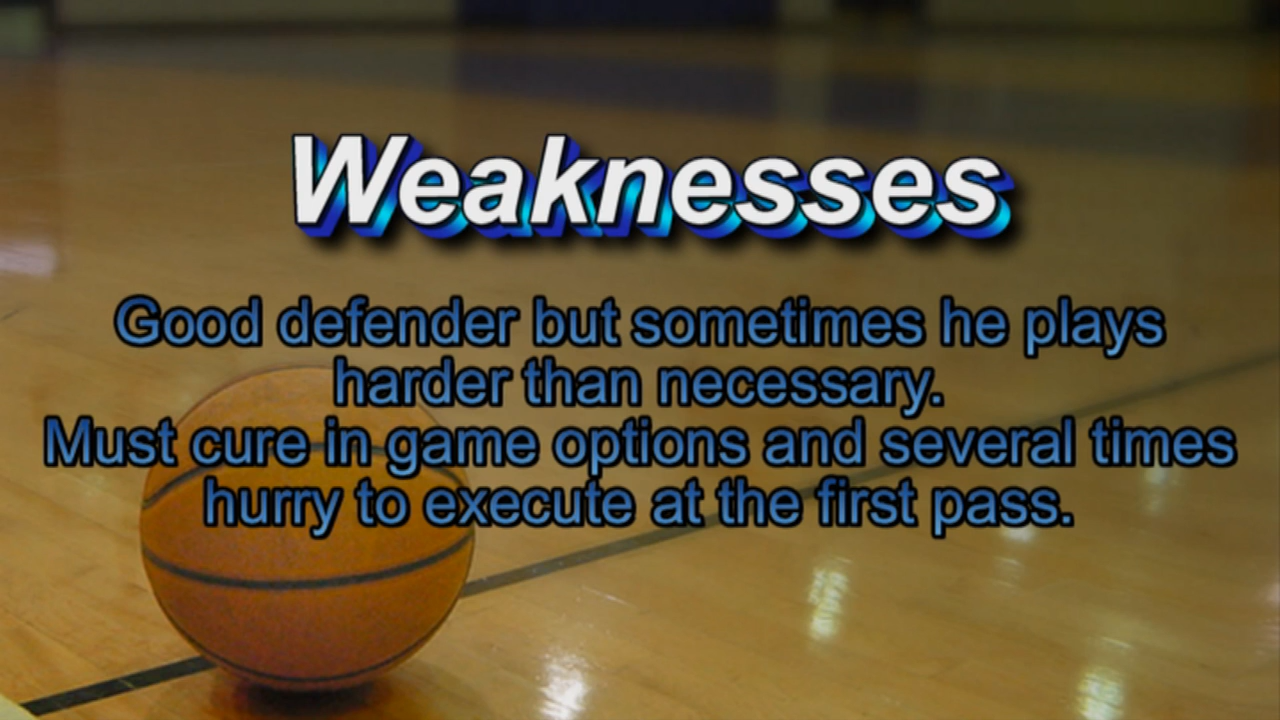 Weaknesses
Good defender but sometimes he plays
harder than necessary.
Must cure in game options and several times
hurry to execute at the first pass.